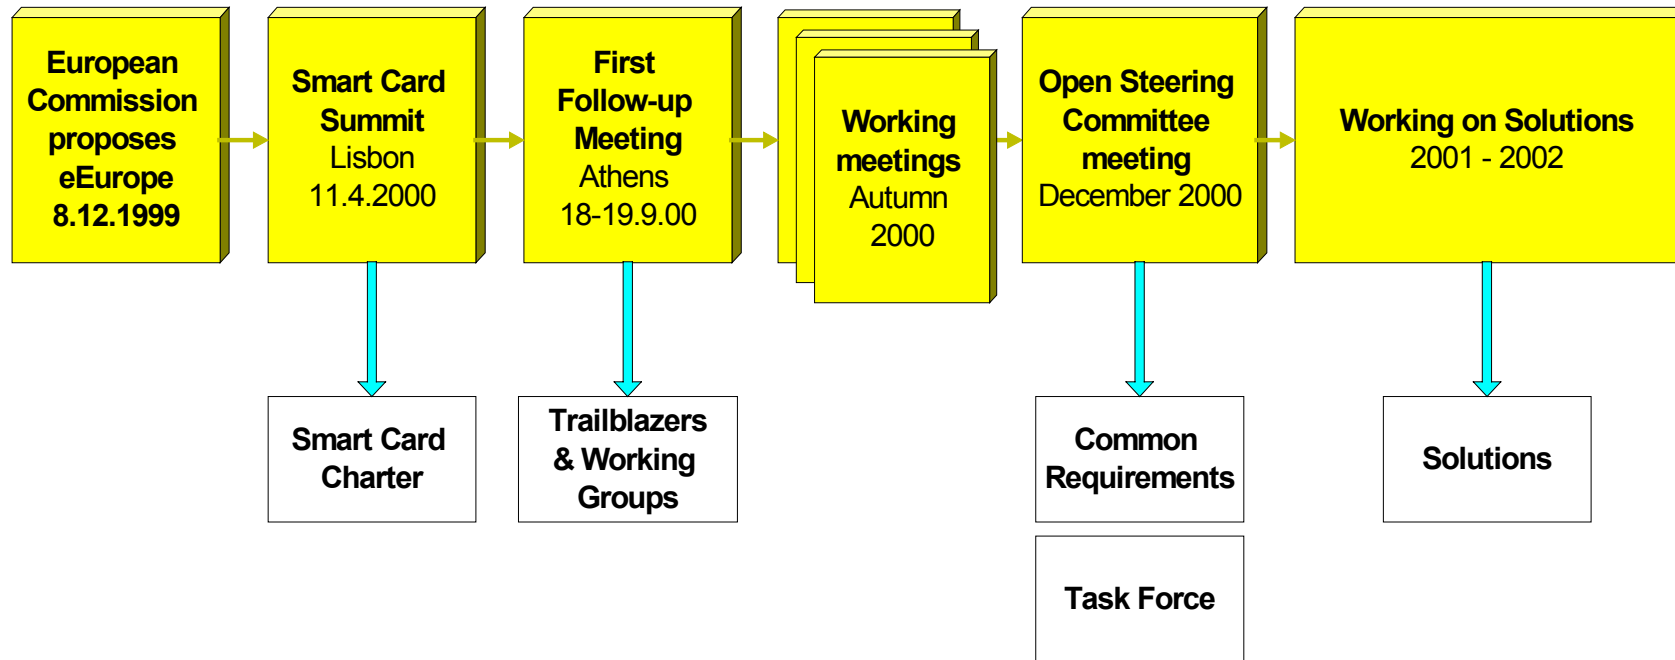 European
Commission
proposes
eEurope
8.12.1999
Smart Card
Summit
Lisbon
11.4.2000
First
Follow-up
Meeting
Athens
18-19.9.00
Working
meetings
Autumn
2000
Open Steering
Committee
meeting
December 2000
Working on Solutions
2001 - 2002
Smart Card
Charter
Trailblazers
& Working
Groups
Common
Requirements
Task Force
Solutions